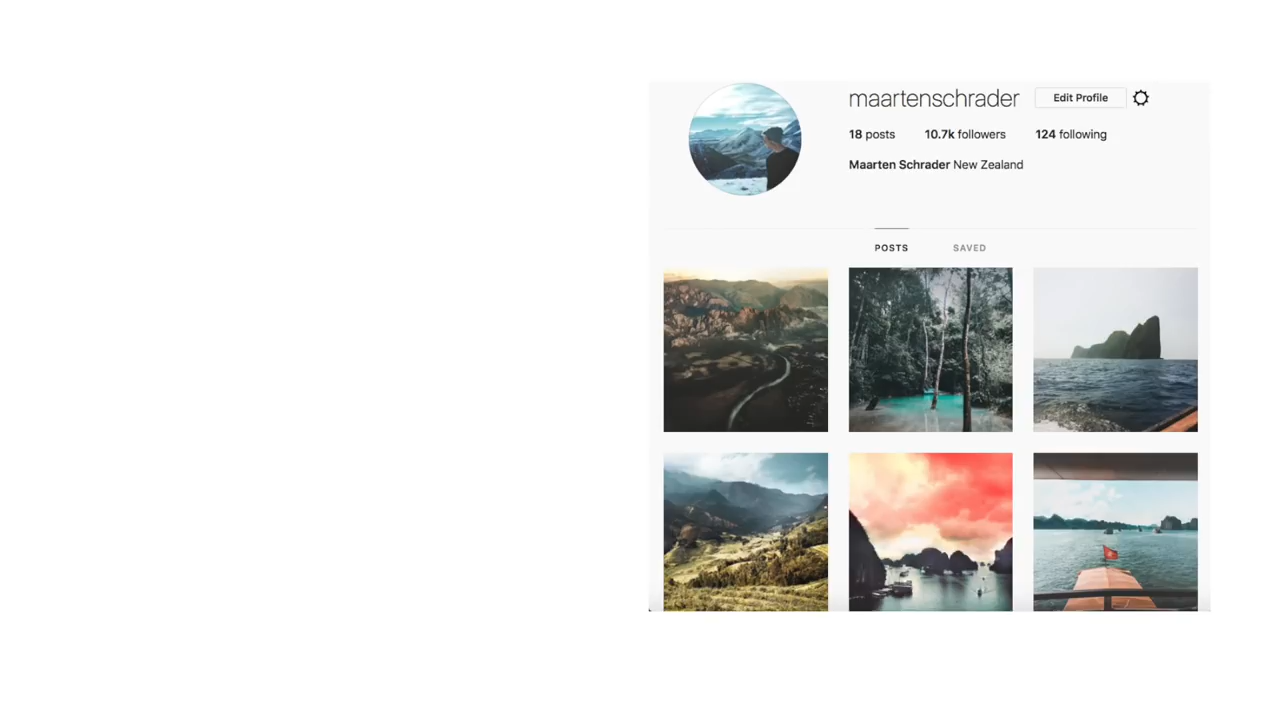 maartenschrader Edit Profile
18 posts 10.7k followers 124 following
Maarten Schrader New Zealand
POSTS SAVED